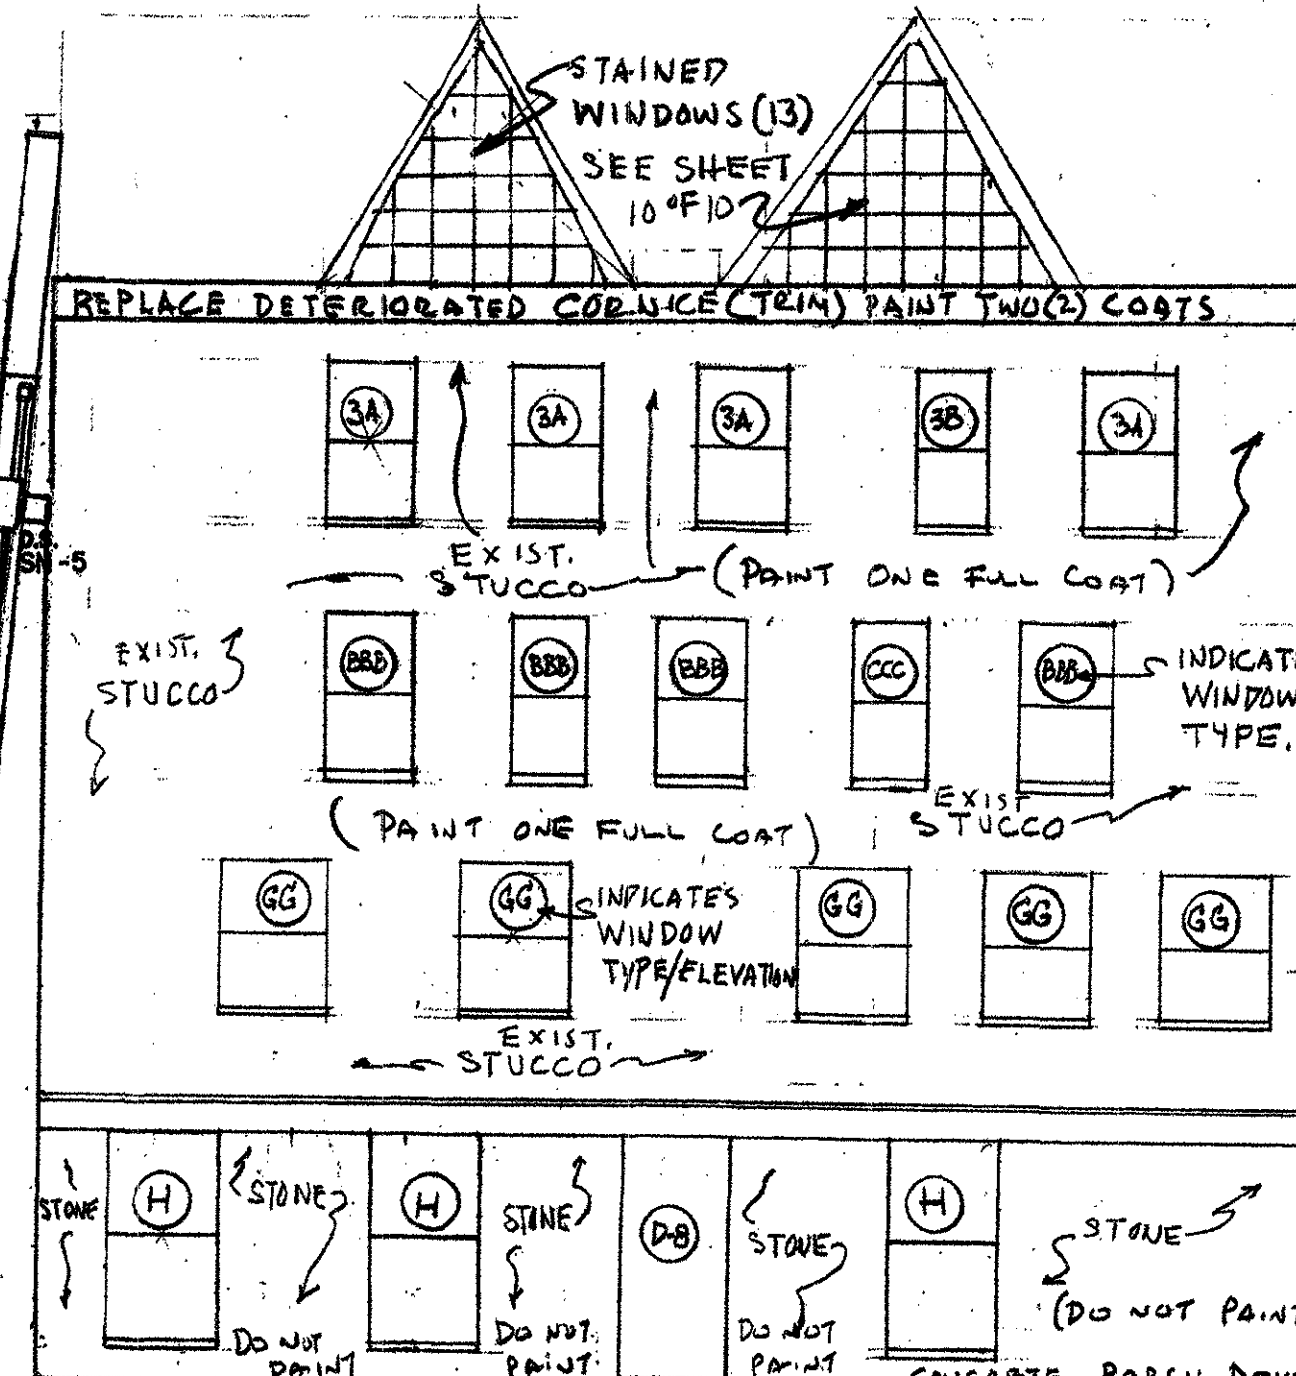 STAINED
WINDOWS (13)
SEE SHEET
10 OF 10
REPLACE DETERIORATED CORNICE (TRIM) PAINT TWO (2) COATS
3A 3A 3A 3B 3A
D.S.
SN-5
EXIST.
STUCCO
(PAINT ONE FULL COAT)
EXIST.
STUCCO
BBB BBB BBB CCC BBB
INDICATE
WINDOW
TYPE.
(PAINT ONE FULL COAT)
EXIST
STUCCO
GG GG GG GG GG
INDICATE'S
WINDOW
TYPE/ELEVATION
EXIST.
STUCCO
STONE H STONE H STONE D-8 STONE H STONE
DO NOT
PAINT
DO NOT
PAINT
DO NOT
PAINT
(DO NOT PAINT